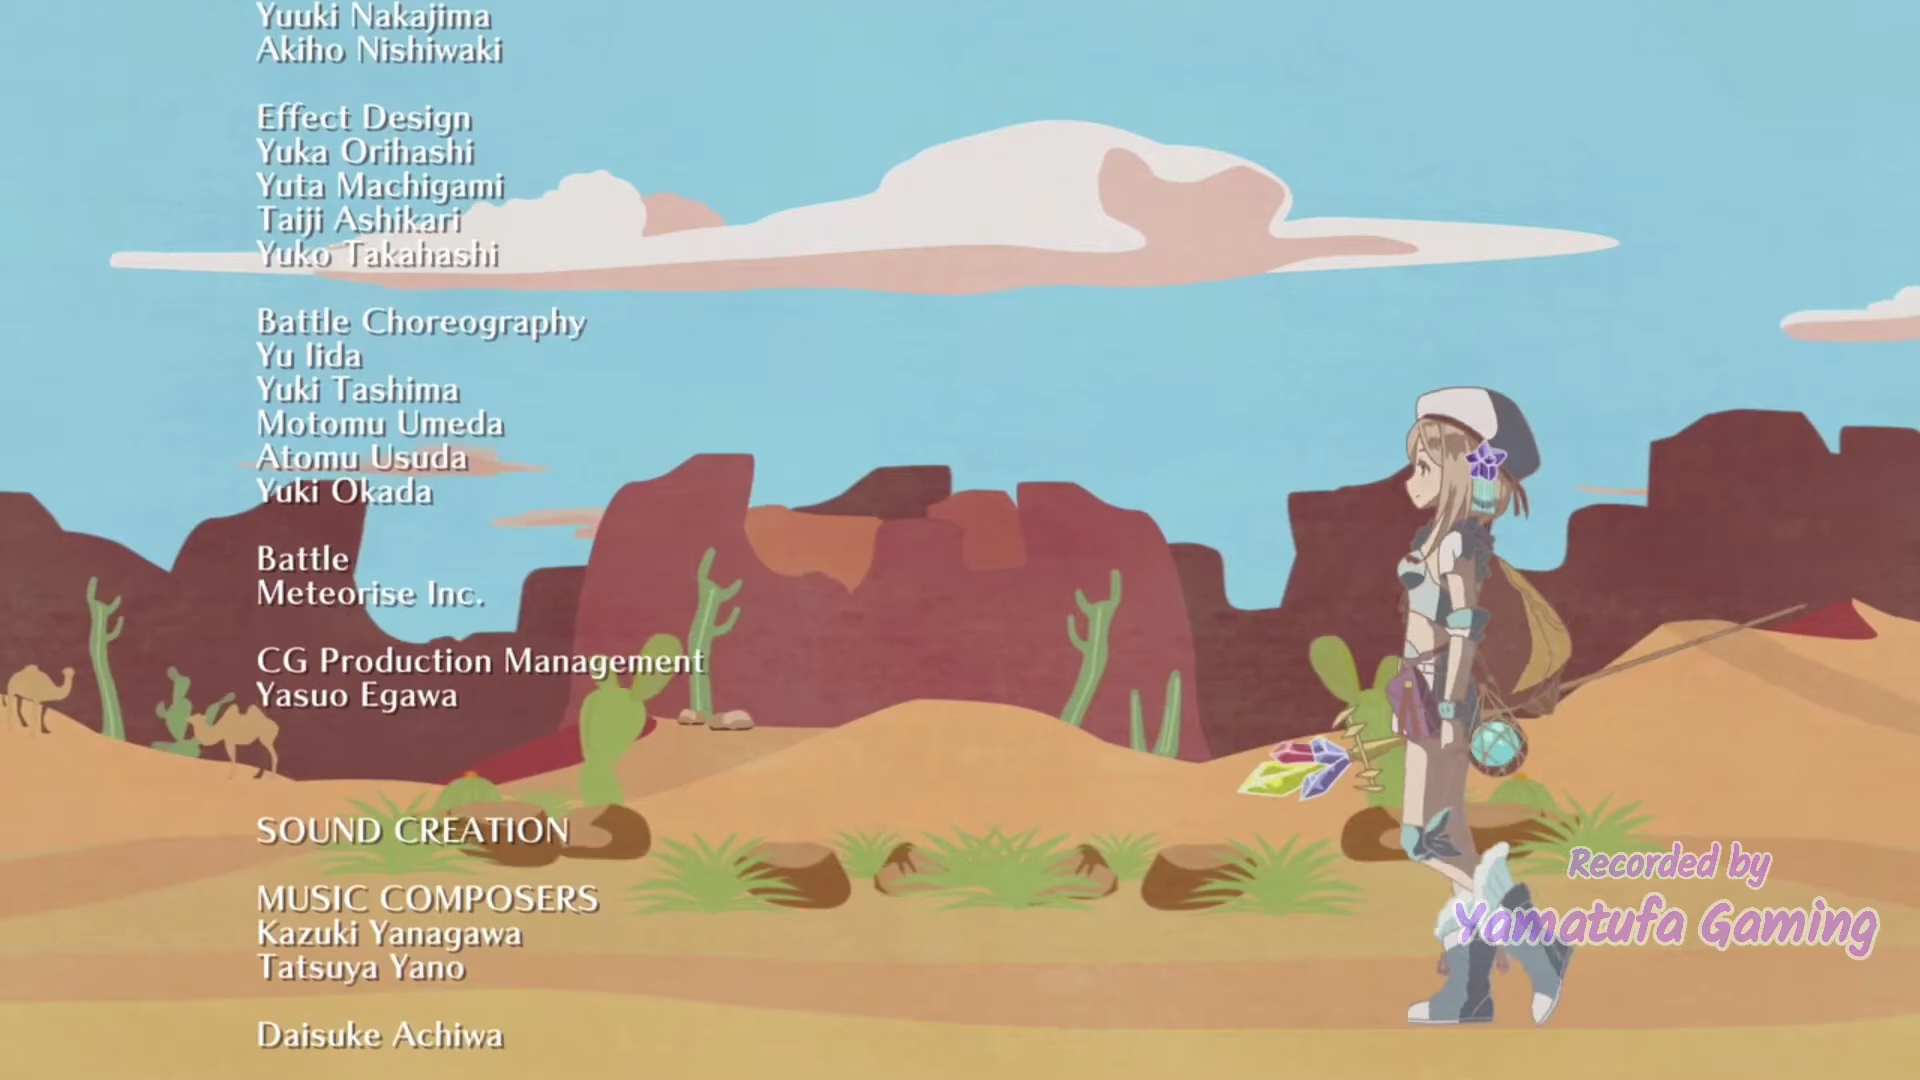 Yuuki Nakajima
Akiho Nishiwaki
Effect Design
Yuka Orihashi
Yuta Machigami
Taiji Ashikari
Yuko Takahashi
Battle Choreography
Yu Iida
Yuki Tashima
Motomu Umeda
Atomu Usuda
Yuki Okada
Battle
Meteorise Inc.
CG Production Management
Yasuo Egawa
SOUND CREATION
MUSIC COMPOSERS
Kazuki Yanagawa
Tatsuya Yano
Daisuke Achiwa
Recorded by
Yamatufa Gaming